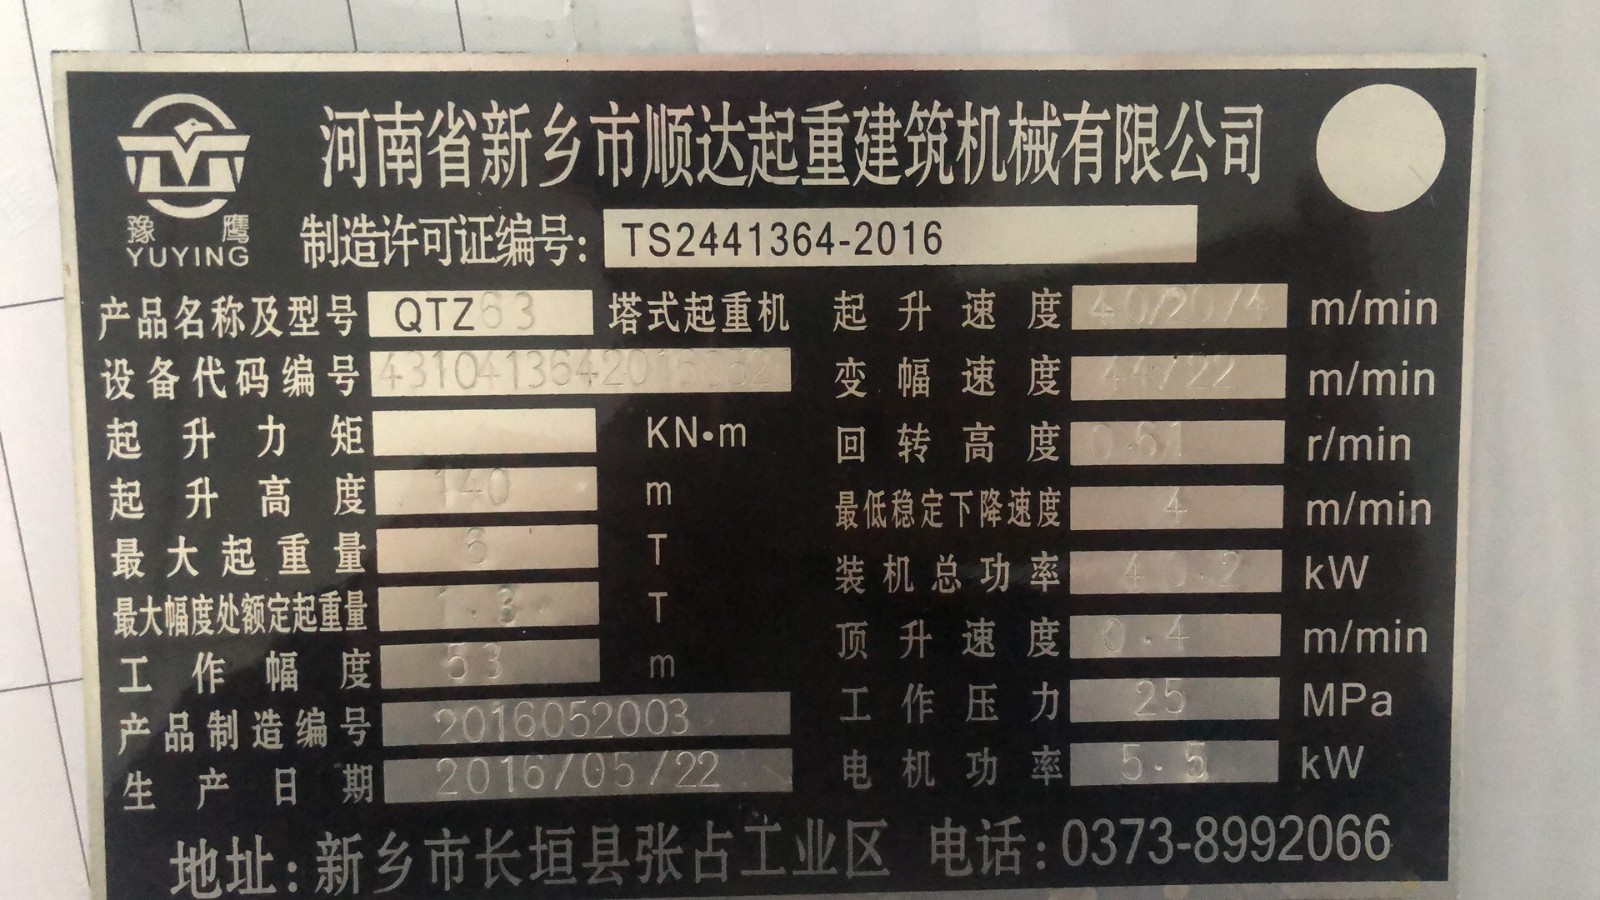 河南省新乡市顺达起重建筑机械有限公司
豫鹰
YUYING
制造许可证编号: TS2441364-2016
产品名称及型号 QTZ63 塔式起重机
设备代码编号
起升力矩 KN·m
起升高度 140 m
最大起重量 6 T
最大幅度处额定起重量 1.3 T
工作幅度 53 m
产品制造编号 2016052003
生产日期 2016/05/22
起升速度 40/20/4 m/min
变幅速度 44/22 m/min
回转高度 0.61 r/min
最低稳定下降速度 4 m/min
装机总功率 40.2 kW
顶升速度 0.4 m/min
工作压力 25 MPa
电机功率 5.5 kW
地址:新乡市长垣县张占工业区 电话:0373-8992066